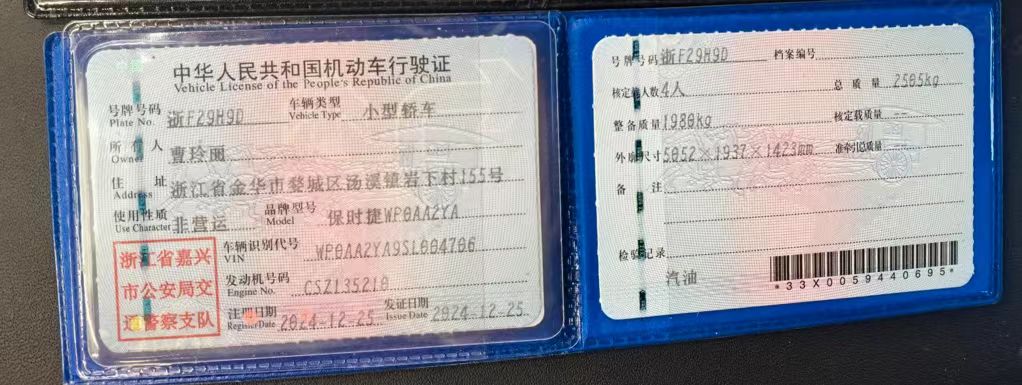 中华人民共和国机动车行驶证
Vehicle License of the People's Republic of China
号牌号码 浙F29H9D 车辆类型 小型轿车
Plate No. Vehicle Type
所有人 曹玲丽
Owner
住址 浙江省金华市婺城区汤溪镇岩下村155号
Address
使用性质 非营运 品牌型号 保时捷WP0AA2YA
Use Character Model
浙江省嘉兴
市公安局交
通警察支队
车辆识别代号 WP0AA2YA9SL004706
VIN
发动机号码 CSZ135210
Engine No.
注册日期 2024-12-25 发证日期 2024-12-25
Register Date Issue Date
号牌号码 浙F29H9D 档案编号
核定载人数 4人 总质量 2585kg
整备质量 1980kg 核定载质量 --
外廓尺寸 5052×1937×1423mm 准牵引总质量
备注
检验记录
汽油
*33X0059440695*